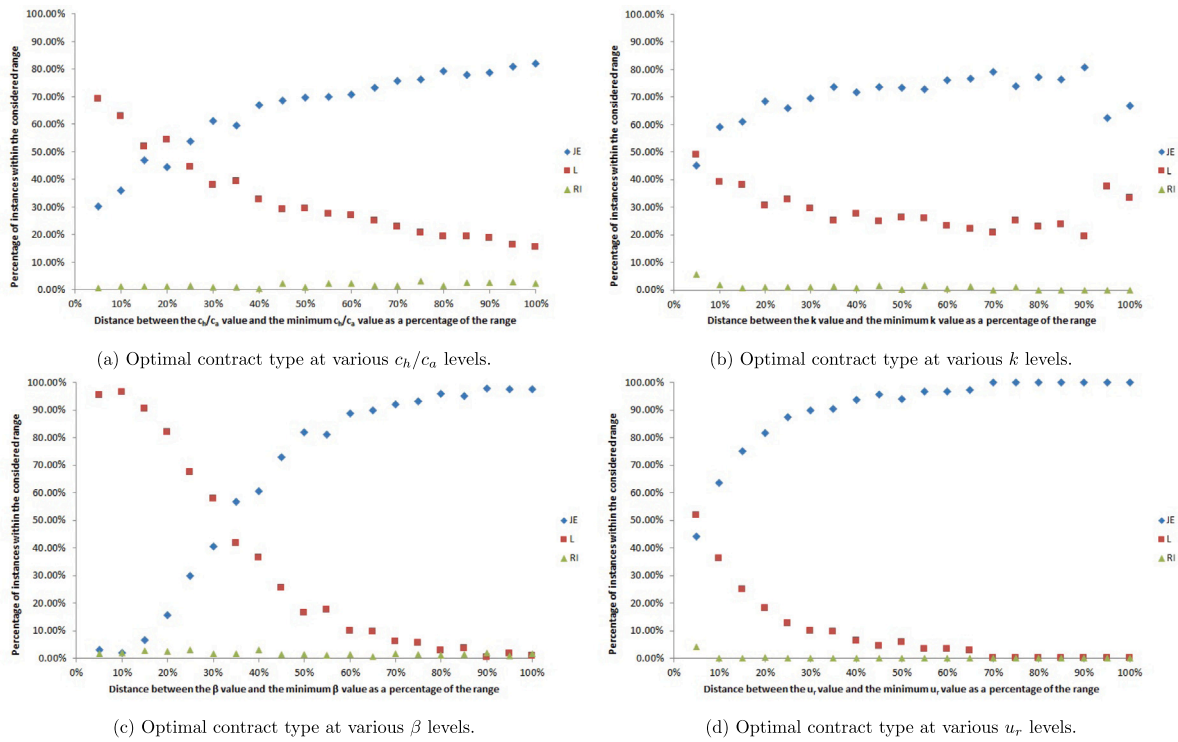 Percentage of instances within the considered range
100.00%
90.00%
80.00%
70.00%
60.00%
50.00%
40.00%
30.00%
20.00%
10.00%
0.00%
0% 10% 20% 30% 40% 50% 60% 70% 80% 90% 100%
JE
L
RI
Distance between the cₕ/cₐ value and the minimum cₕ/cₐ value as a percentage of the range
(a) Optimal contract type at various cₕ/cₐ levels.
Percentage of instances within the considered range
100.00%
90.00%
80.00%
70.00%
60.00%
50.00%
40.00%
30.00%
20.00%
10.00%
0.00%
0% 10% 20% 30% 40% 50% 60% 70% 80% 90% 100%
JE
L
RI
Distance between the k value and the minimum k value as a percentage of the range
(b) Optimal contract type at various k levels.
Percentage of instances within the considered range
100.00%
90.00%
80.00%
70.00%
60.00%
50.00%
40.00%
30.00%
20.00%
10.00%
0.00%
0% 10% 20% 30% 40% 50% 60% 70% 80% 90% 100%
JE
L
RI
Distance between the β value and the minimum β value as a percentage of the range
(c) Optimal contract type at various β levels.
Percentage of instances within the considered range
100.00%
90.00%
80.00%
70.00%
60.00%
50.00%
40.00%
30.00%
20.00%
10.00%
0.00%
0% 10% 20% 30% 40% 50% 60% 70% 80% 90% 100%
JE
L
RI
Distance between the uᵣ value and the minimum uᵣ value as a percentage of the range
(d) Optimal contract type at various uᵣ levels.